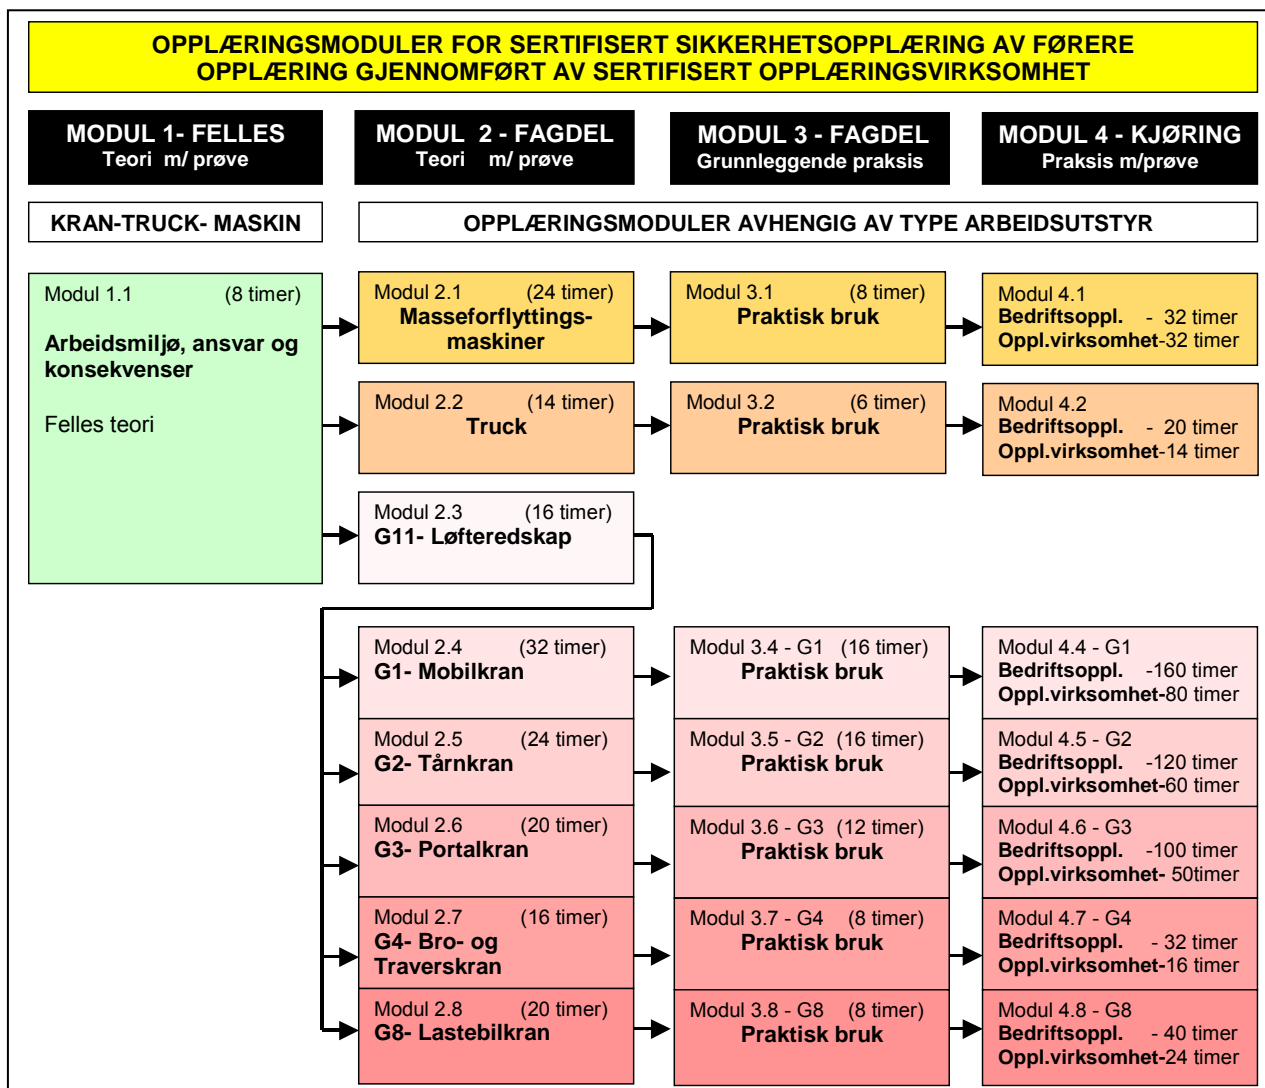 OPPLÆRINGSMODULER FOR SERTIFISERT SIKKERHETSOPPLÆRING AV FØRERE
OPPLÆRING GJENNOMFØRT AV SERTIFISERT OPPLÆRINGSVIRKSOMHET
MODUL 1- FELLES
Teori m/ prøve
MODUL 2 - FAGDEL
Teori m/ prøve
MODUL 3 - FAGDEL
Grunnleggende praksis
MODUL 4 - KJØRING
Praksis m/prøve
KRAN-TRUCK- MASKIN
OPPLÆRINGSMODULER AVHENGIG AV TYPE ARBEIDSUTSTYR
Modul 1.1 (8 timer)
Arbeidsmiljø, ansvar og
konsekvenser
Felles teori
Modul 2.1 (24 timer)
Masseforflyttings-
maskiner
Modul 3.1 (8 timer)
Praktisk bruk
Modul 4.1
Bedriftsoppl. - 32 timer
Oppl.virksomhet-32 timer
Modul 2.2 (14 timer)
Truck
Modul 3.2 (6 timer)
Praktisk bruk
Modul 4.2
Bedriftsoppl. - 20 timer
Oppl.virksomhet-14 timer
Modul 2.3 (16 timer)
G11- Løfteredskap
Modul 2.4 (32 timer)
G1- Mobilkran
Modul 3.4 - G1 (16 timer)
Praktisk bruk
Modul 4.4 - G1
Bedriftsoppl. -160 timer
Oppl.virksomhet-80 timer
Modul 2.5 (24 timer)
G2- Tårnkran
Modul 3.5 - G2 (16 timer)
Praktisk bruk
Modul 4.5 - G2
Bedriftsoppl. -120 timer
Oppl.virksomhet-60 timer
Modul 2.6 (20 timer)
G3- Portalkran
Modul 3.6 - G3 (12 timer)
Praktisk bruk
Modul 4.6 - G3
Bedriftsoppl. -100 timer
Oppl.virksomhet- 50timer
Modul 2.7 (16 timer)
G4- Bro- og
Traverskran
Modul 3.7 - G4 (8 timer)
Praktisk bruk
Modul 4.7 - G4
Bedriftsoppl. - 32 timer
Oppl.virksomhet-16 timer
Modul 2.8 (20 timer)
G8- Lastebilkran
Modul 3.8 - G8 (8 timer)
Praktisk bruk
Modul 4.8 - G8
Bedriftsoppl. - 40 timer
Oppl.virksomhet-24 timer